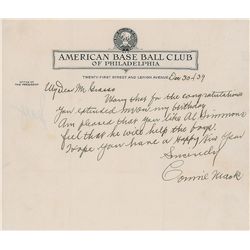 AMERICAN BASE BALL CLUB
OF PHILADELPHIA
OFFICE OF
THE PRESIDENT
TWENTY-FIRST STREET AND LEHIGH AVENUE
Dec 30-/39
My Dear Mr. Grasso
Many thks for the congratulations
you extended me on my birthday
Am pleased that you like Al Simmons
feel that he will help the boys.
Hope you have a Happy New Year
Sincerely
Connie Mack